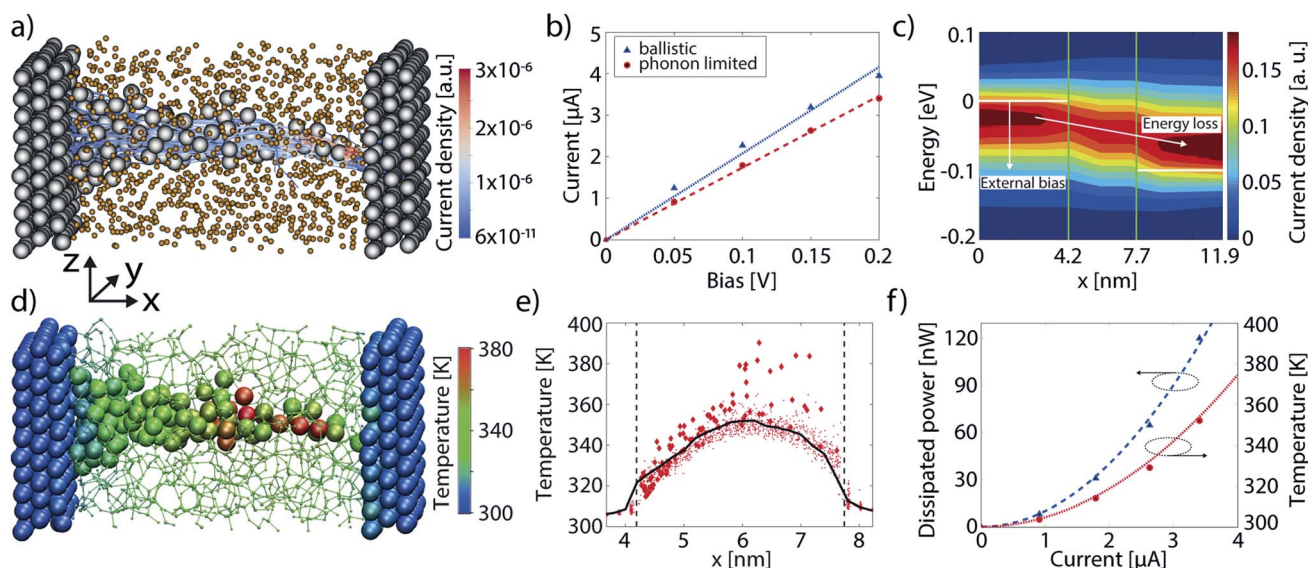 a)
3x10⁻⁶
2x10⁻⁶
1x10⁻⁶
6x10⁻¹¹
Current density [a.u.]
z
y
x
b)
ballistic
phonon limited
5
4
3
2
1
0
Current [µA]
0 0.05 0.1 0.15 0.2
Bias [V]
c)
0.1
0
-0.1
-0.2
Energy [eV]
Energy loss
External bias
0 4.2 7.7 11.9
x [nm]
0.15
0.1
0.05
0
Current density [a. u.]
d)
380
340
300
Temperature [K]
e)
400
380
360
340
320
300
Temperature [K]
4 5 6 7 8
x [nm]
f)
120
90
60
30
0
Dissipated power [nW]
400
380
360
340
320
300
Temperature [K]
0 1 2 3 4
Current [µA]